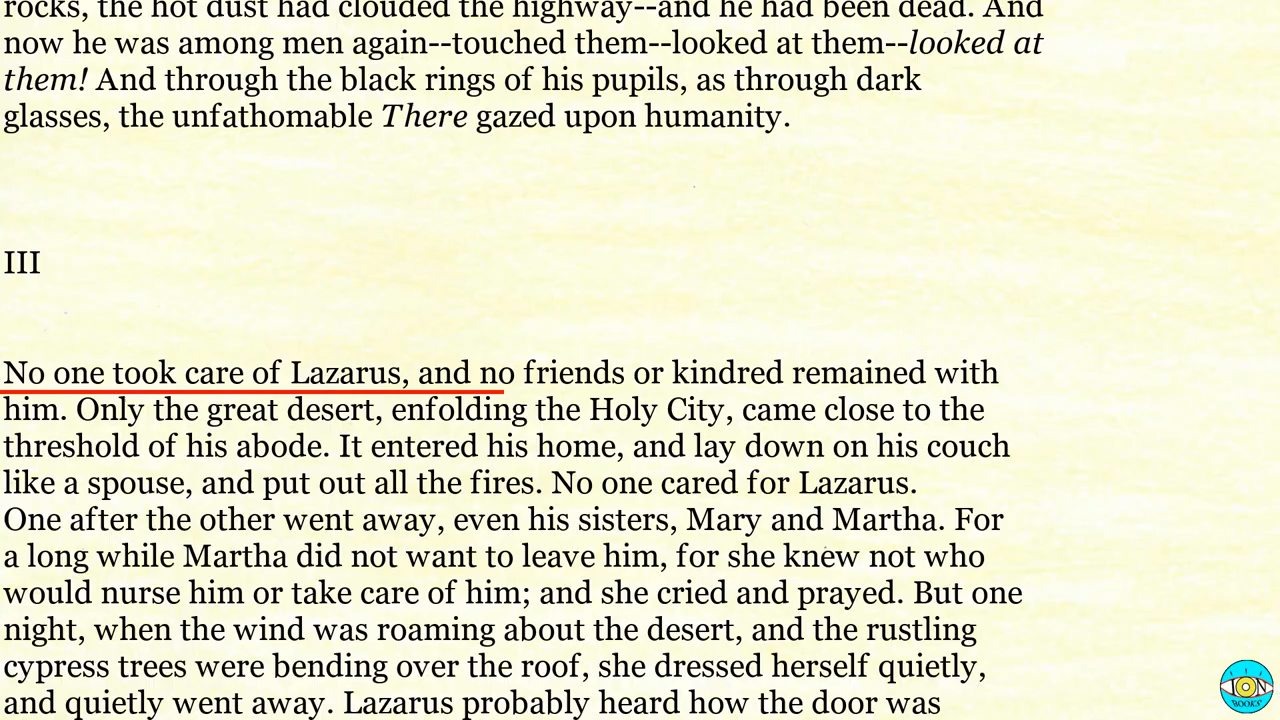 rocks, the hot dust had clouded the highway--and he had been dead. And
now he was among men again--touched them--looked at them--looked at
them! And through the black rings of his pupils, as through dark
glasses, the unfathomable There gazed upon humanity.
III
No one took care of Lazarus, and no friends or kindred remained with
him. Only the great desert, enfolding the Holy City, came close to the
threshold of his abode. It entered his home, and lay down on his couch
like a spouse, and put out all the fires. No one cared for Lazarus.
One after the other went away, even his sisters, Mary and Martha. For
a long while Martha did not want to leave him, for she knew not who
would nurse him or take care of him; and she cried and prayed. But one
night, when the wind was roaming about the desert, and the rustling
cypress trees were bending over the roof, she dressed herself quietly,
and quietly went away. Lazarus probably heard how the door was
ION
BOOKS